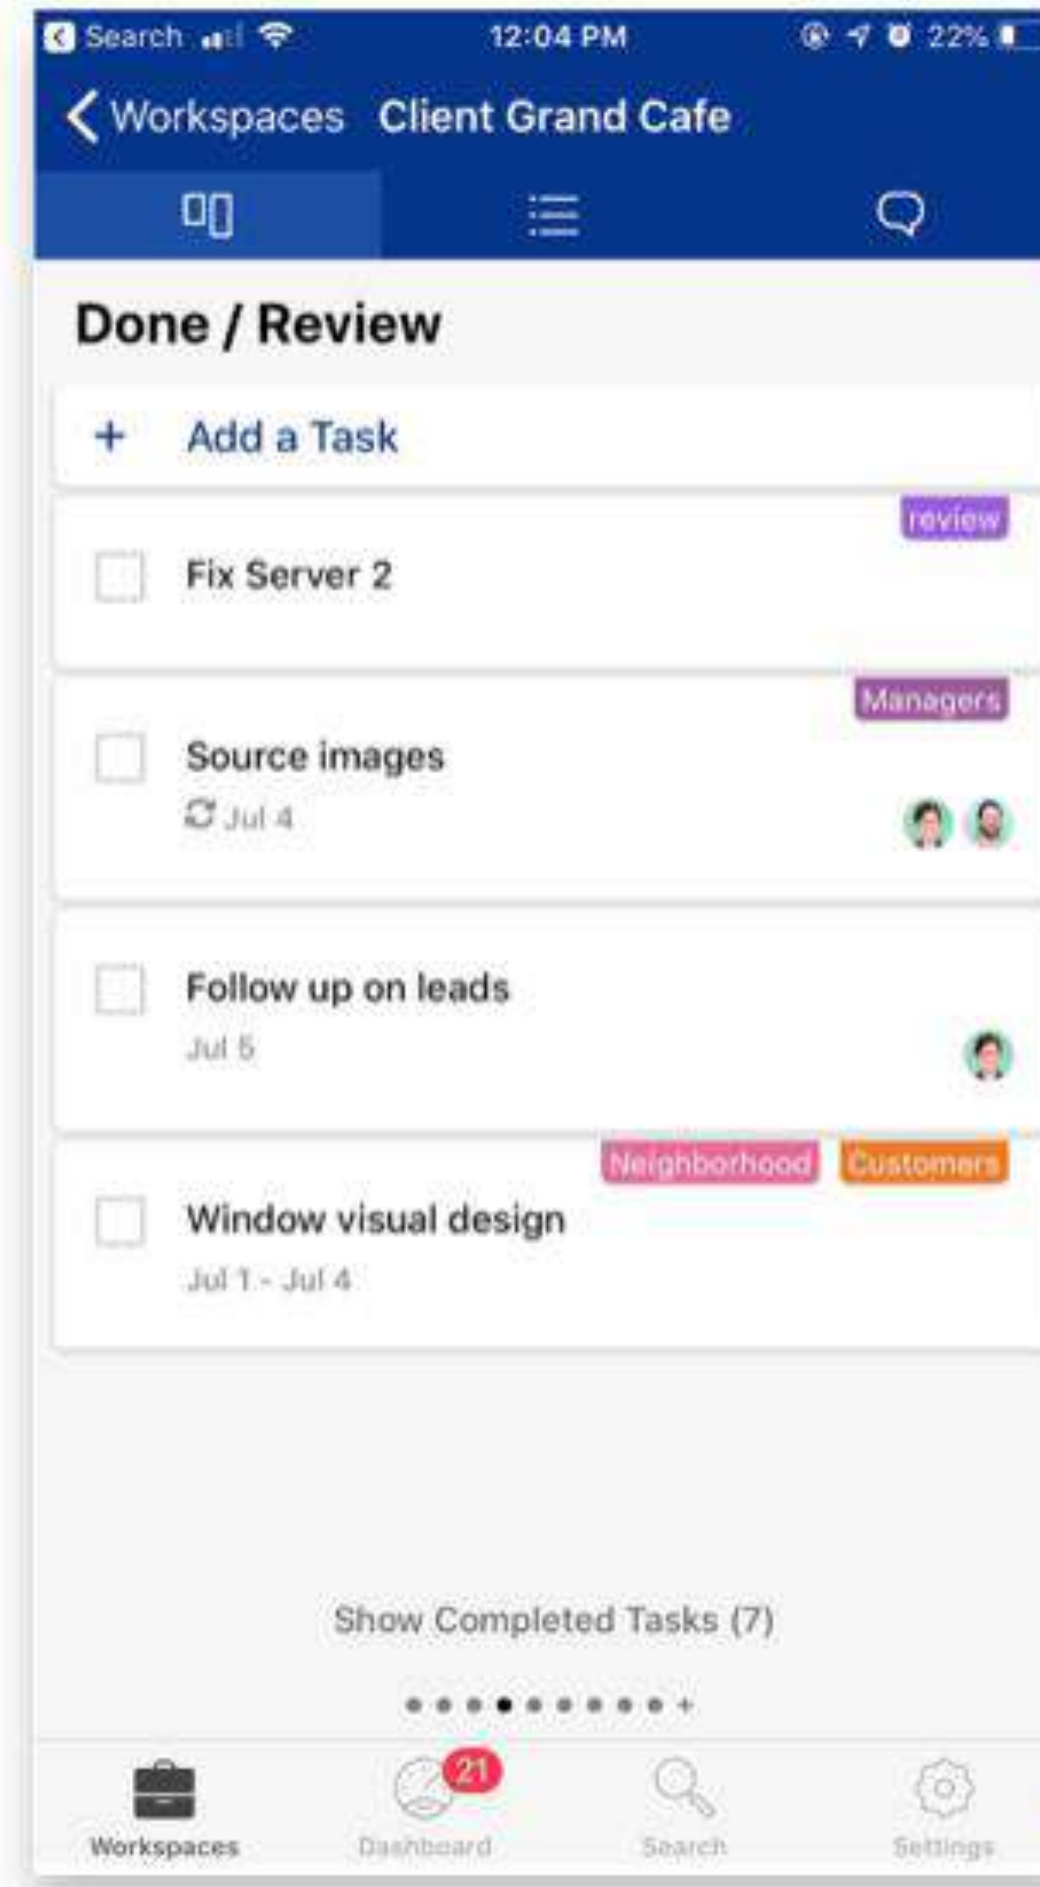 Search 12:04 PM 22%
Workspaces Client Grand Cafe
Done / Review
+ Add a Task
review
Fix Server 2
Managers
Source images
Jul 4
Follow up on leads
Jul 5
Neighborhood Customers
Window visual design
Jul 1 - Jul 4
Show Completed Tasks (7)
+
21
Workspaces Dashboard Search Settings